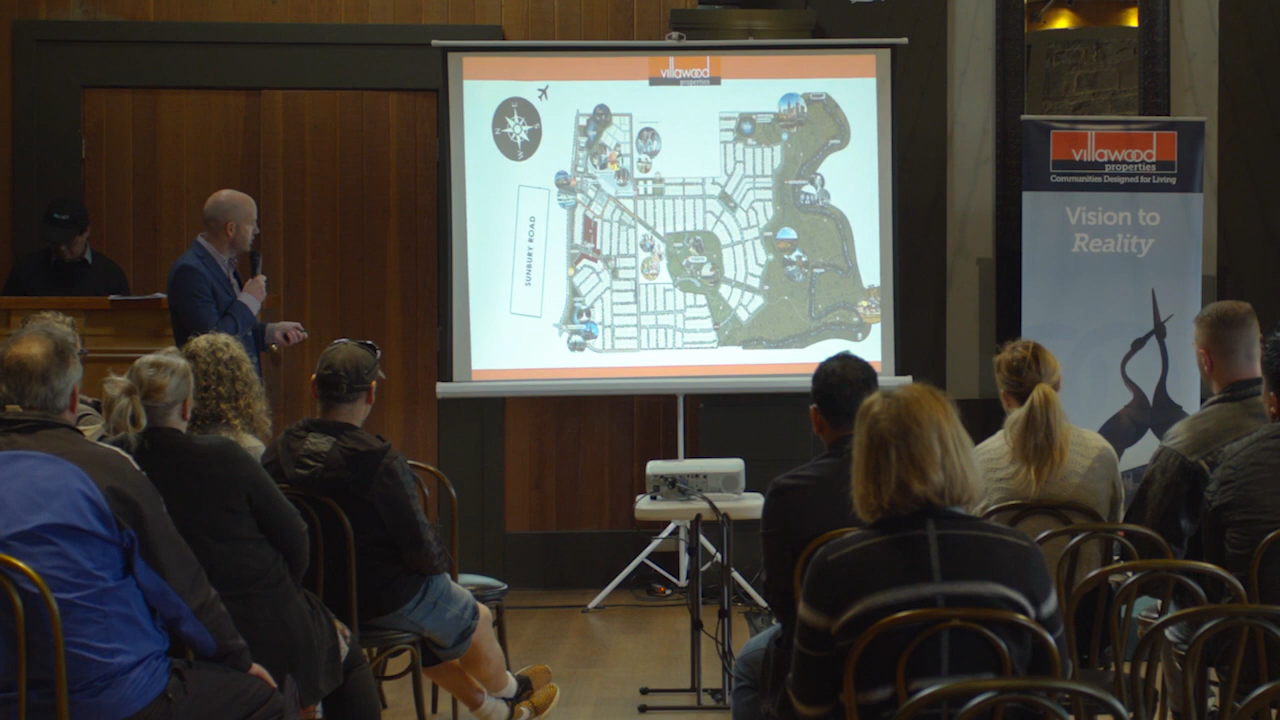 villawood
properties
SUNBURY ROAD
villawood
properties
Communities Designed for Living
Vision to
Reality